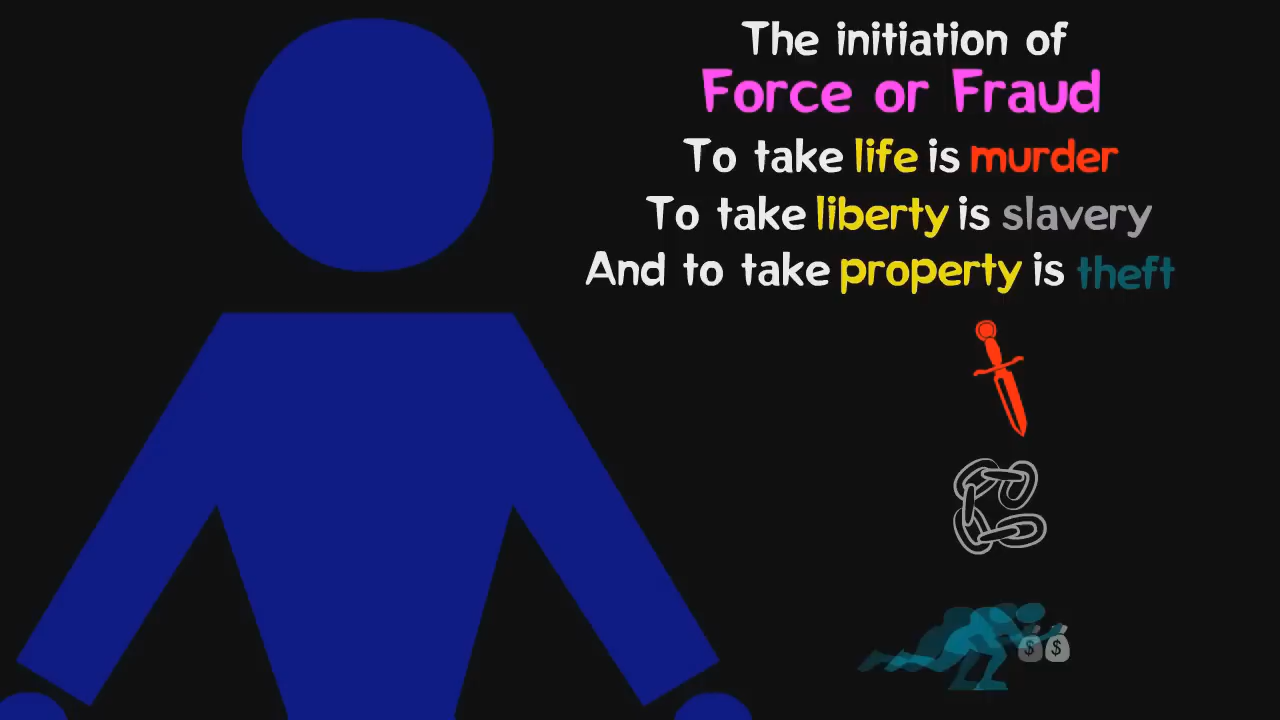 The initiation of
Force or Fraud
To take life is murder
To take liberty is slavery
And to take property is theft
$ $